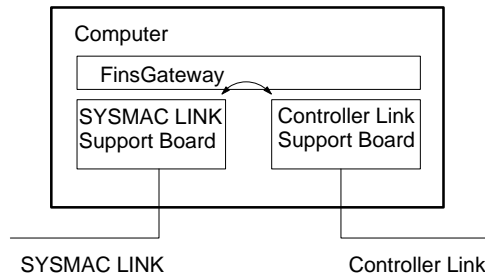 Computer
FinsGateway
SYSMAC LINK
Support Board
Controller Link
Support Board
SYSMAC LINK
Controller Link